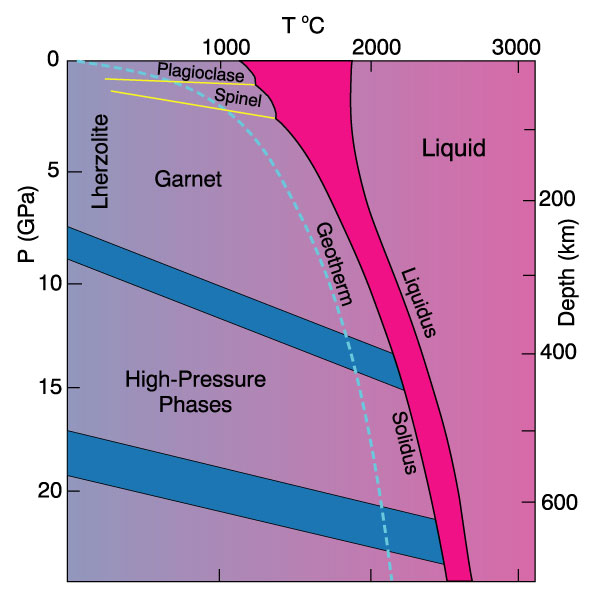 T °C
0
1000
2000
3000
Plagioclase
Spinel
Lherzolite
Garnet
Liquid
5
P (GPa)
200
Depth (km)
Geotherm
Liquidus
10
400
15
High-Pressure
Phases
Solidus
20
600